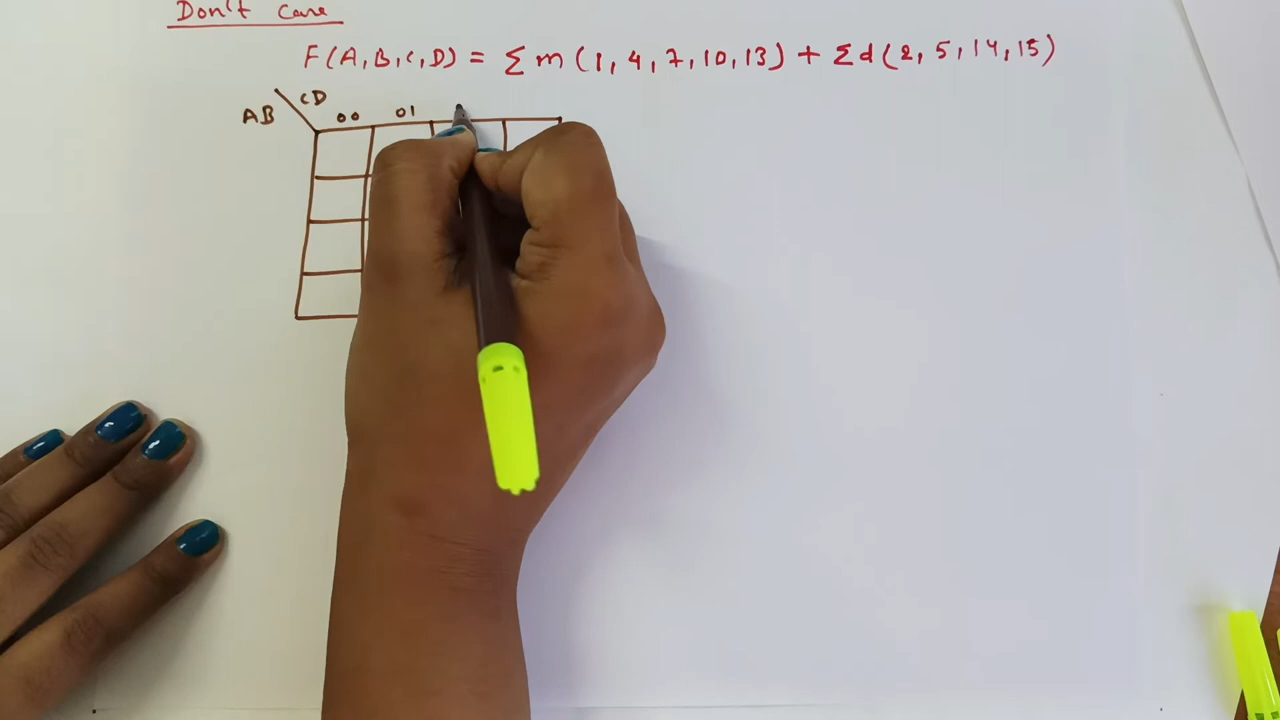 Don't Care
F(A,B,C,D) = Σm(1,4,7,10,13) + Σd(2,5,14,15)
CD
AB 00 01